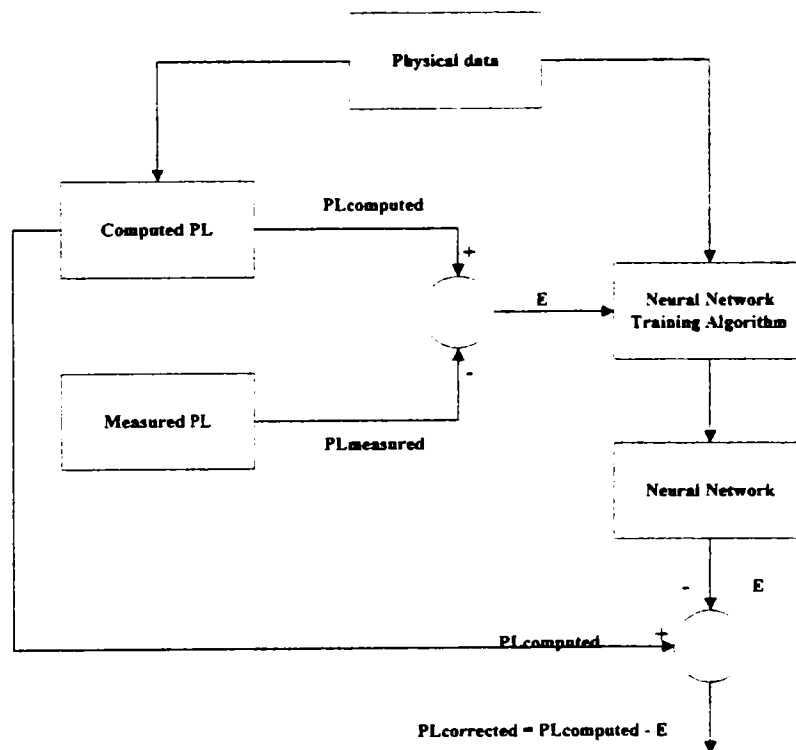 Physical data
PLcomputed
Computed PL
+
E
Neural Network
Training Algorithm
-
Measured PL
PLmeasured
Neural Network
-
E
+
PLcomputed
PLcorrected = PLcomputed - E